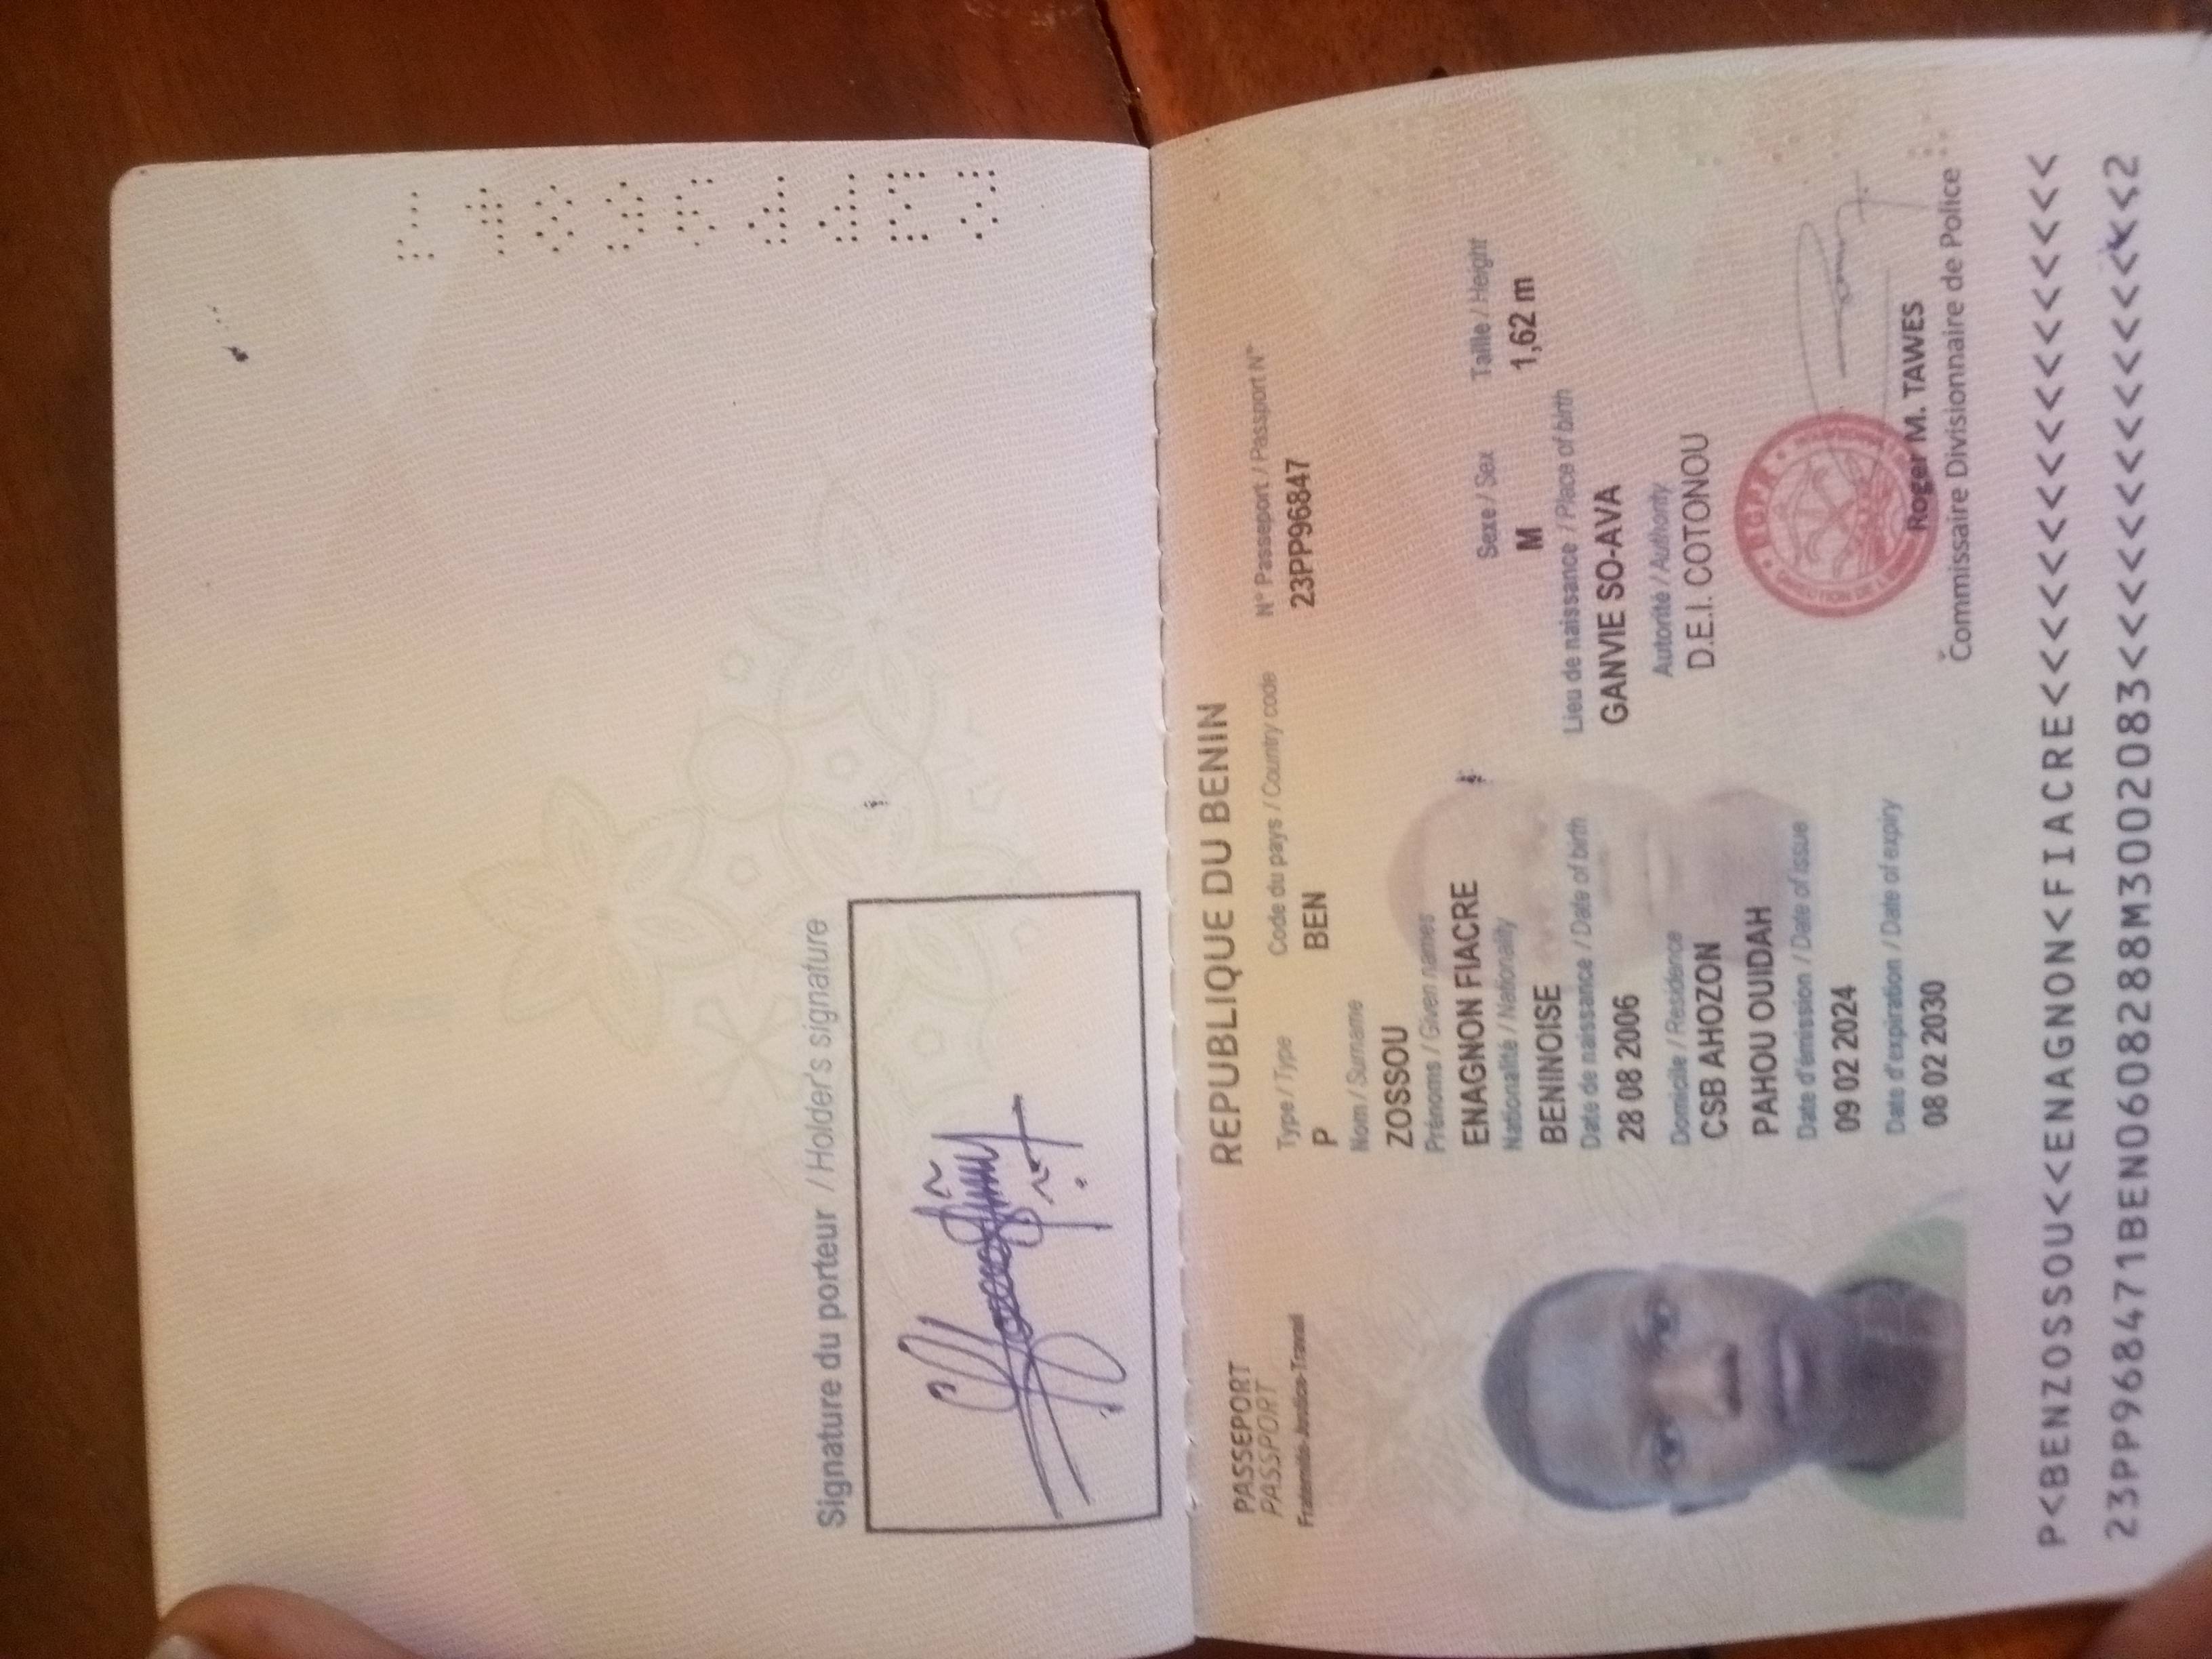 Signature du porteur / Holder's signature
REPUBLIQUE DU BENIN
PASSEPORT
PASSPORT
Fraternité-Justice-Travail
Type / Type
Code du pays / Country code
N° Passeport / Passport N°
P
BEN
23PP96847
Nom / Surname
ZOSSOU
Prénoms / Given names
ENAGNON FIACRE
Nationalité / Nationality
Sexe / Sex
Taille / Height
BENINOISE
M
1,62 m
Date de naissance / Date of birth
Lieu de naissance / Place of birth
28 08 2006
GANVIE SO-AVA
Domicile / Residence
Autorité / Authority
CSB AHOZON
D.E.I. COTONOU
PAHOU OUIDAH
Date d'émission / Date of issue
09 02 2024
Date d'expiration / Date of expiry
08 02 2030
Roger M. TAWES
Commissaire Divisionnaire de Police
P<BENZOSSOU<<ENAGNON<FIACRE<<<<<<<<<<<<<<<<<
23PP968471BEN0608288M3002083<<<<<<<<<<<<<<<2